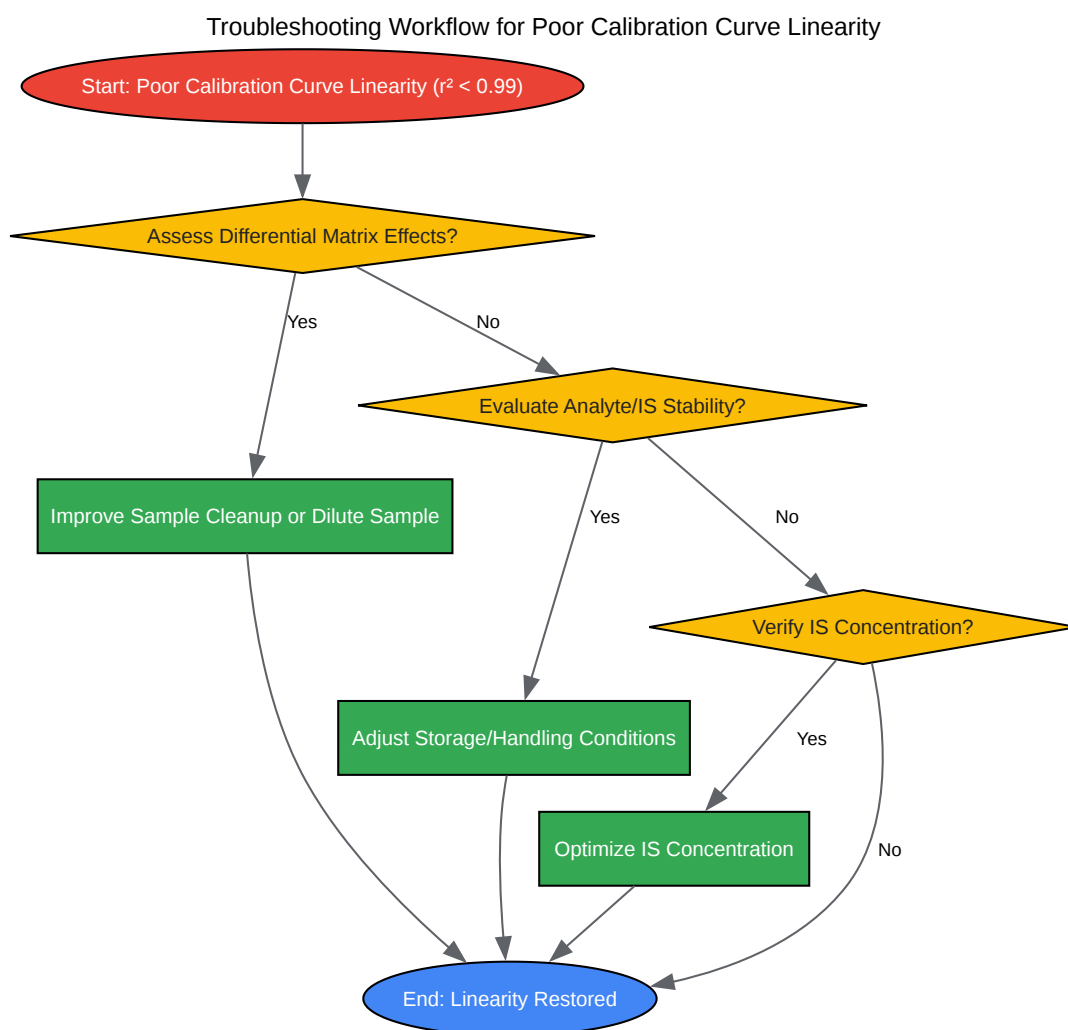 Troubleshooting Workflow for Poor Calibration Curve Linearity
Start: Poor Calibration Curve Linearity (r² < 0.99)
Assess Differential Matrix Effects?
Yes
No
Evaluate Analyte/IS Stability?
Improve Sample Cleanup or Dilute Sample
Yes
No
Verify IS Concentration?
Adjust Storage/Handling Conditions
Yes
Optimize IS Concentration
No
End: Linearity Restored